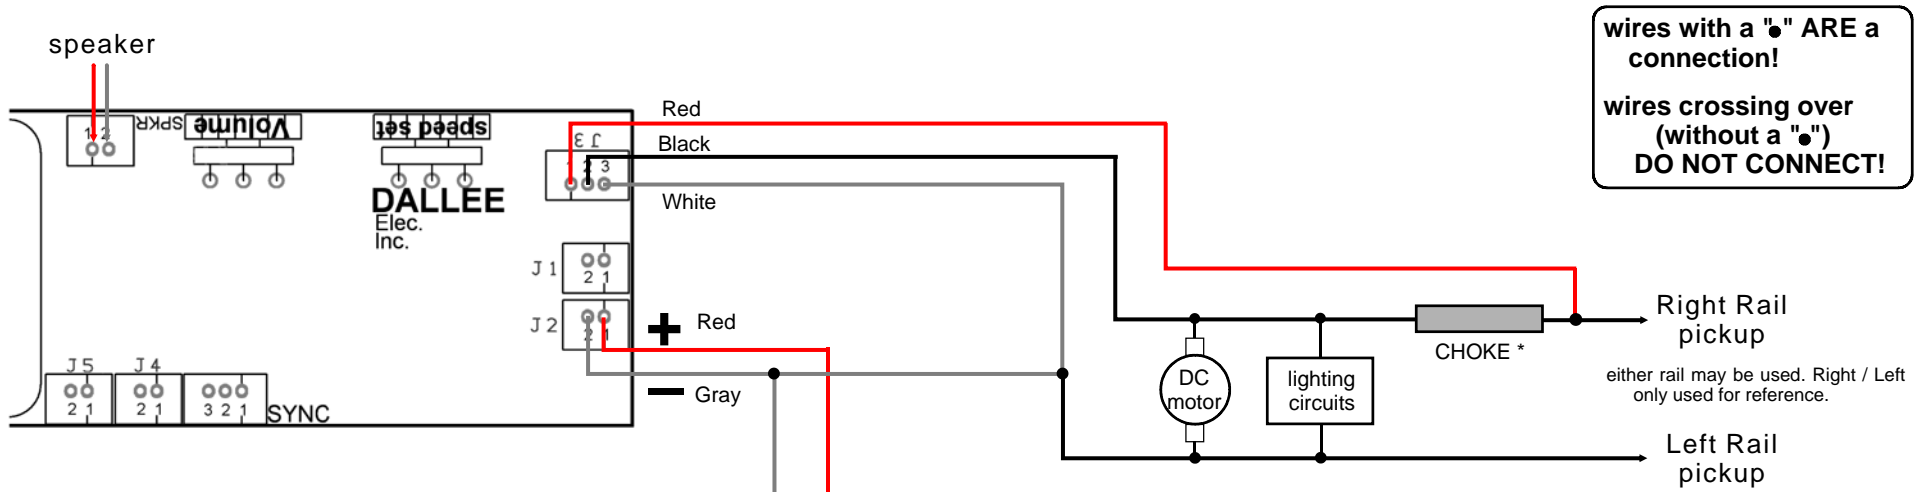 speaker
wires with a "●" ARE a
connection!
wires crossing over
(without a "●")
DO NOT CONNECT!
1 2
SPKR
Volume
speed set
J 3
1 2 3
Red
Black
White
DALLEE
Elec.
Inc.
J 1
2 1
J 2
2 1
+ Red
− Gray
J 5
2 1
J 4
2 1
3 2 1
SYNC
DC
motor
lighting
circuits
CHOKE *
Right Rail
pickup
either rail may be used. Right / Left
only used for reference.
Left Rail
pickup